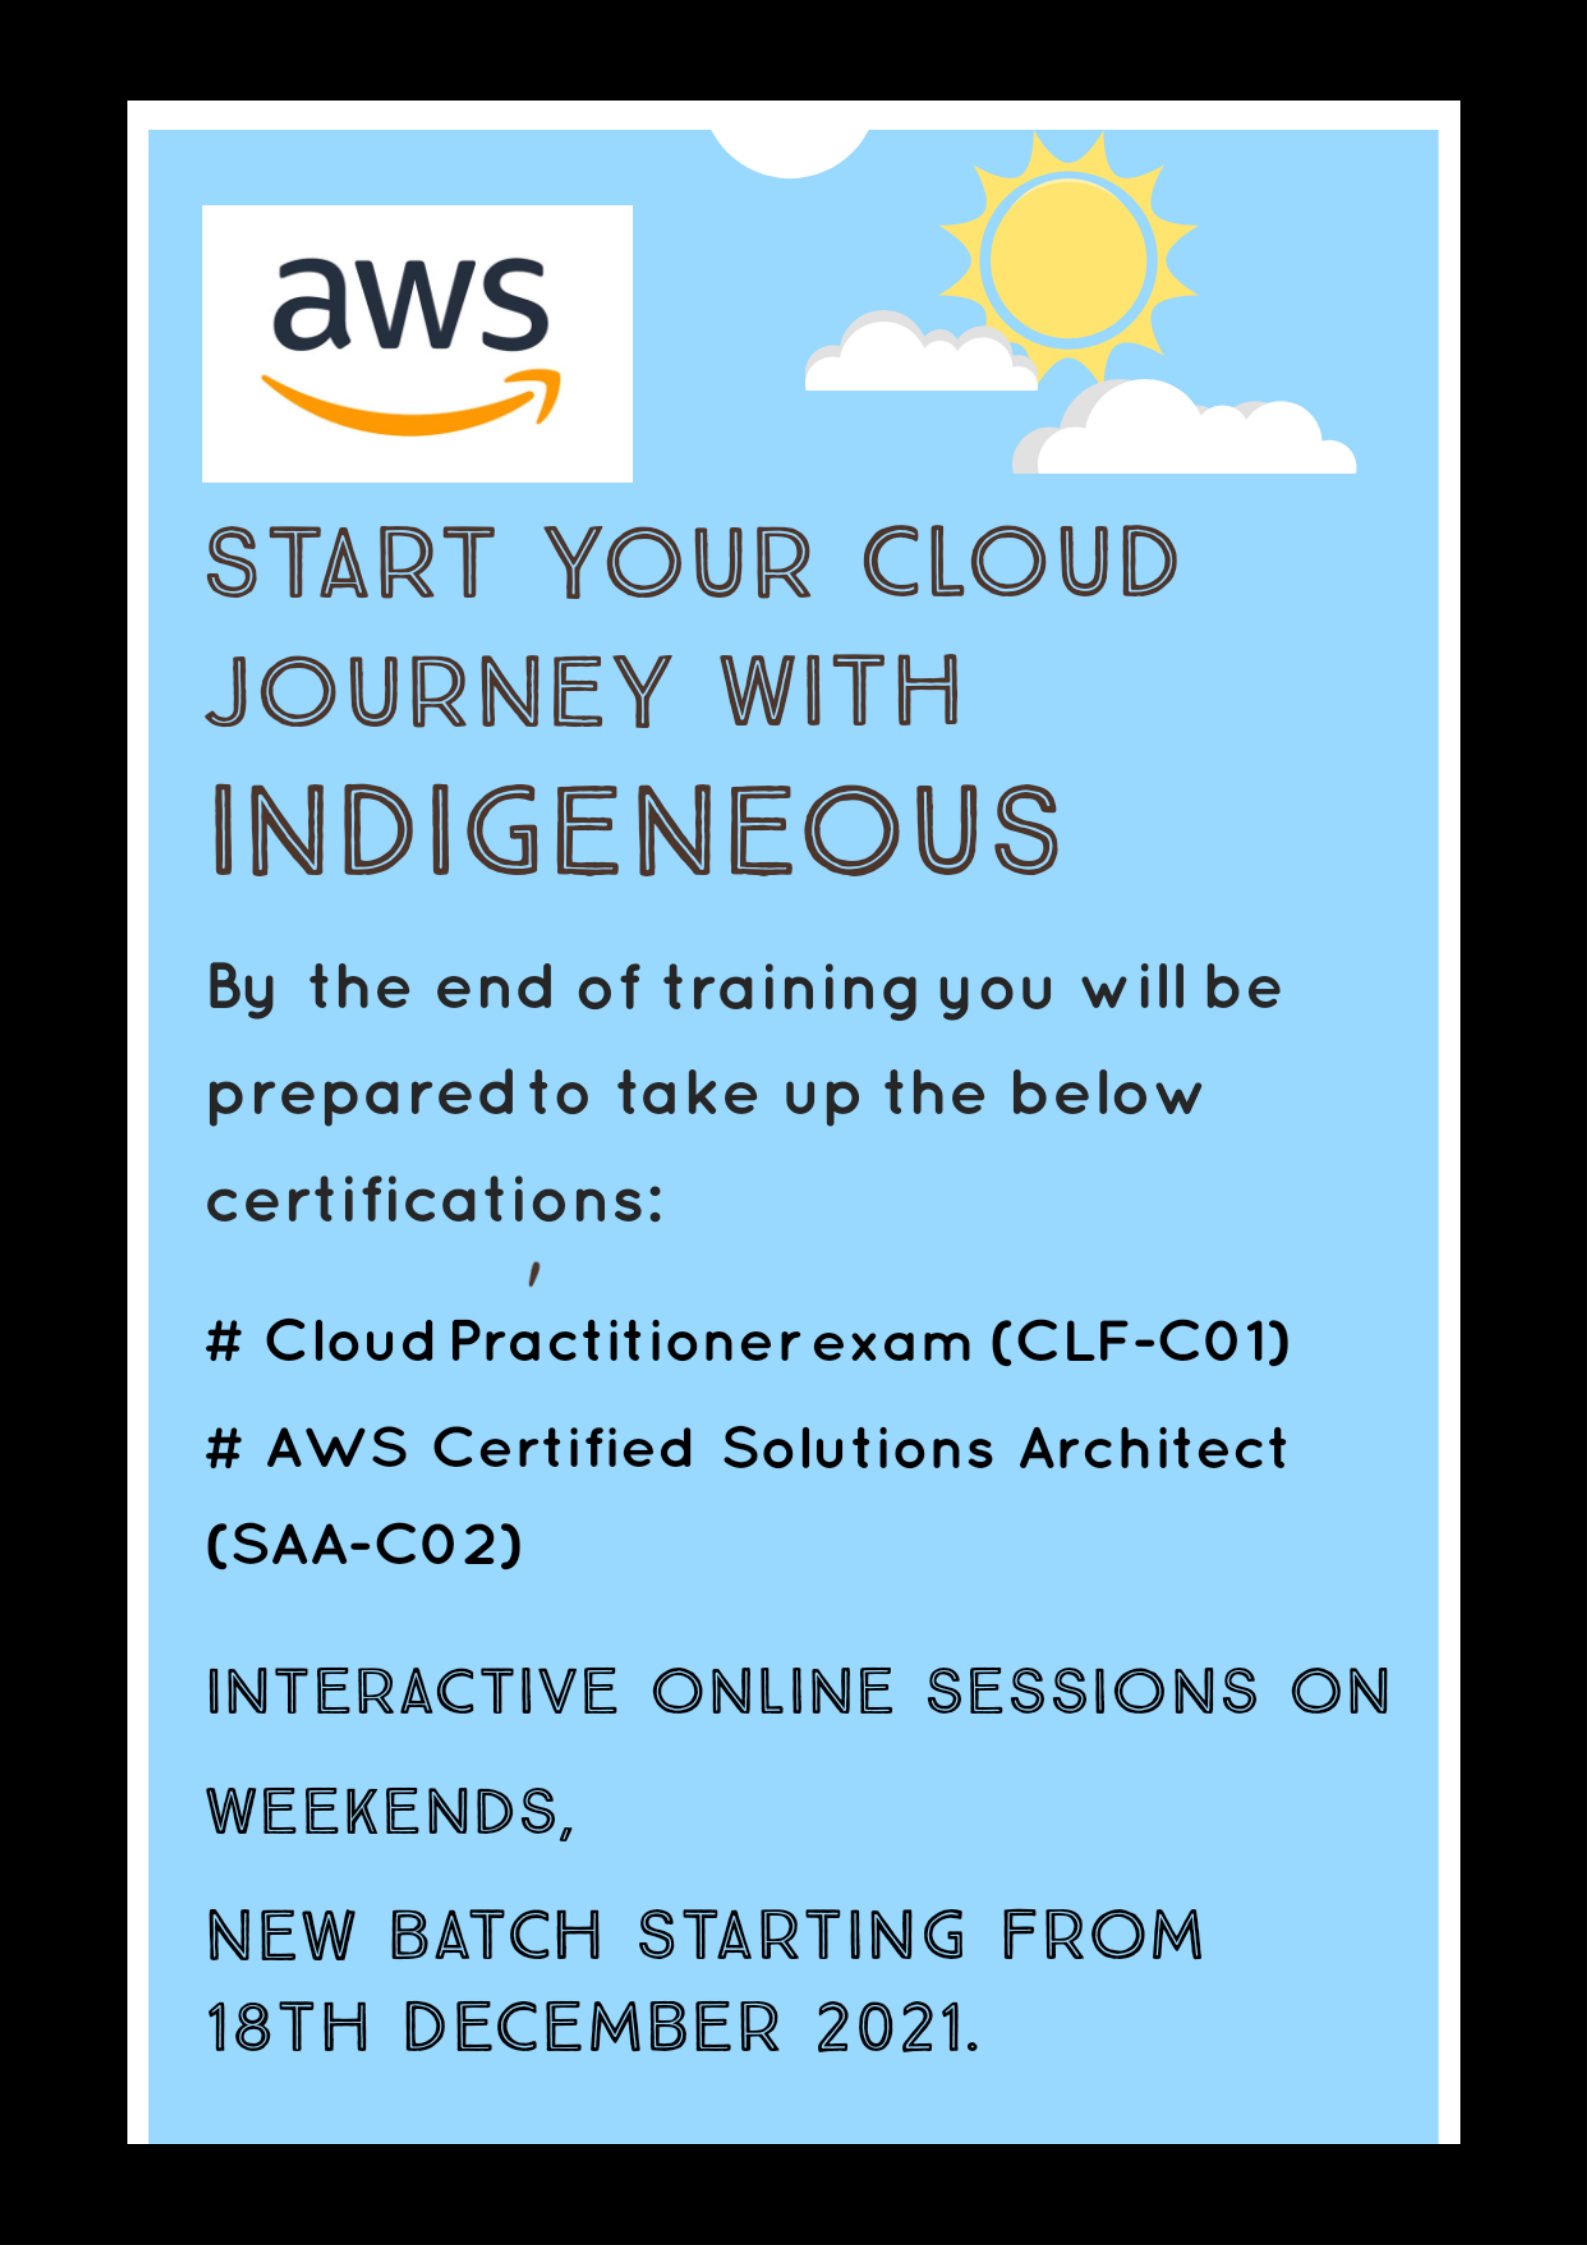 aws
START YOUR CLOUD
JOURNEY WITH
INDIGENEOUS
By the end of training you will be
prepared to take up the below
certifications:
# Cloud Practitioner exam (CLF-C01)
# AWS Certified Solutions Architect
(SAA-C02)
INTERACTIVE ONLINE SESSIONS ON
WEEKENDS,
NEW BATCH STARTING FROM
18TH DECEMBER 2021.